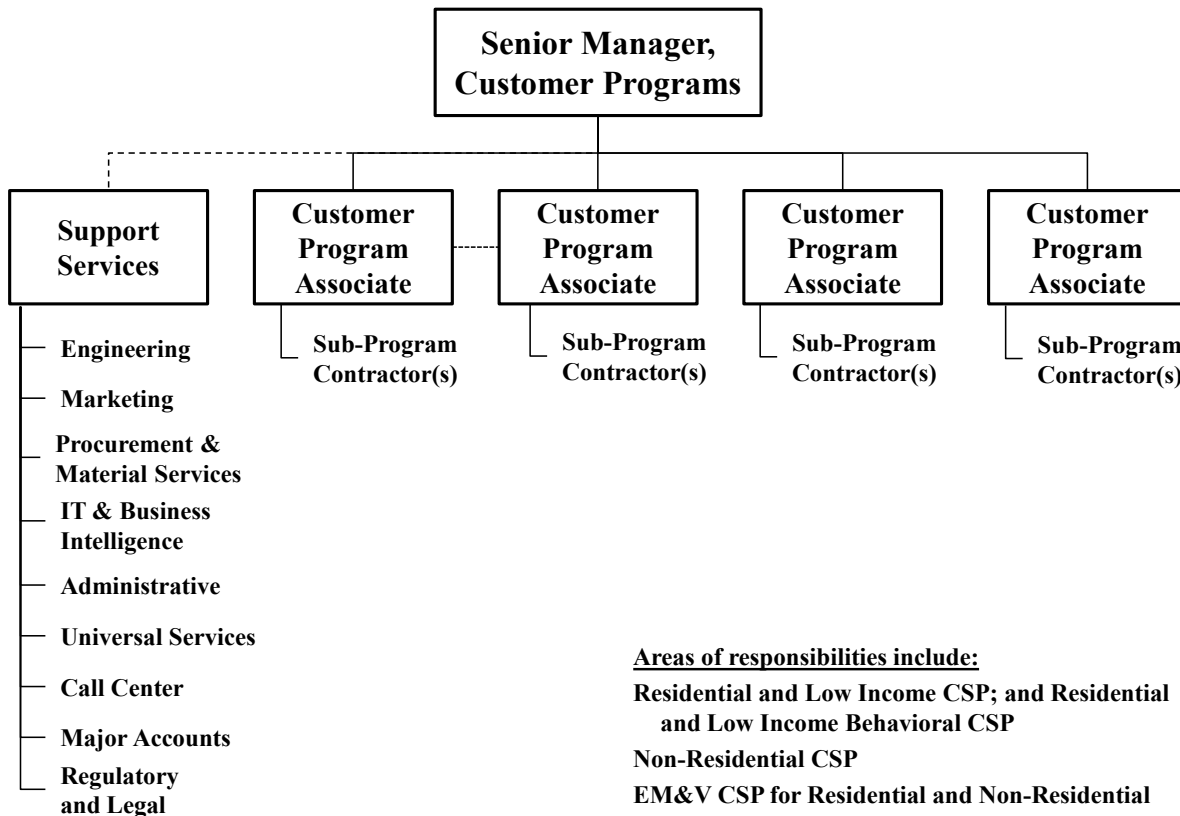 Senior Manager,
Customer Programs
Support
Services
Customer
Program
Associate
Customer
Program
Associate
Customer
Program
Associate
Customer
Program
Associate
Sub-Program
Contractor(s)
Sub-Program
Contractor(s)
Sub-Program
Contractor(s)
Sub-Program
Contractor(s)
Engineering
Marketing
Procurement &
Material Services
IT & Business
Intelligence
Administrative
Universal Services
Call Center
Major Accounts
Regulatory
and Legal
Areas of responsibilities include:
Residential and Low Income CSP; and Residential
and Low Income Behavioral CSP
Non-Residential CSP
EM&V CSP for Residential and Non-Residential